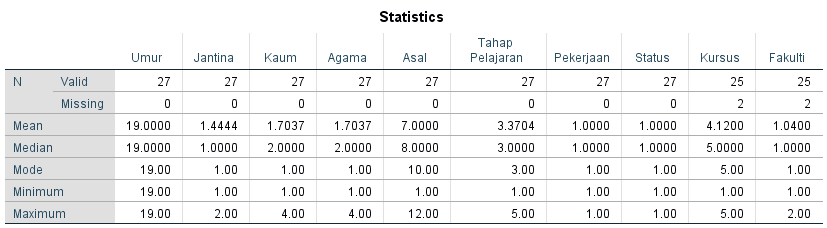 Statistics
Umur Jantina Kaum Agama Asal Tahap Pelajaran Pekerjaan Status Kursus Fakulti
N Valid 27 27 27 27 27 27 27 27 25 25
Missing 0 0 0 0 0 0 0 0 2 2
Mean 19.0000 1.4444 1.7037 1.7037 7.0000 3.3704 1.0000 1.0000 4.1200 1.0400
Median 19.0000 1.0000 2.0000 2.0000 8.0000 3.0000 1.0000 1.0000 5.0000 1.0000
Mode 19.00 1.00 1.00 1.00 10.00 3.00 1.00 1.00 5.00 1.00
Minimum 19.00 1.00 1.00 1.00 1.00 1.00 1.00 1.00 1.00 1.00
Maximum 19.00 2.00 4.00 4.00 12.00 5.00 1.00 1.00 5.00 2.00